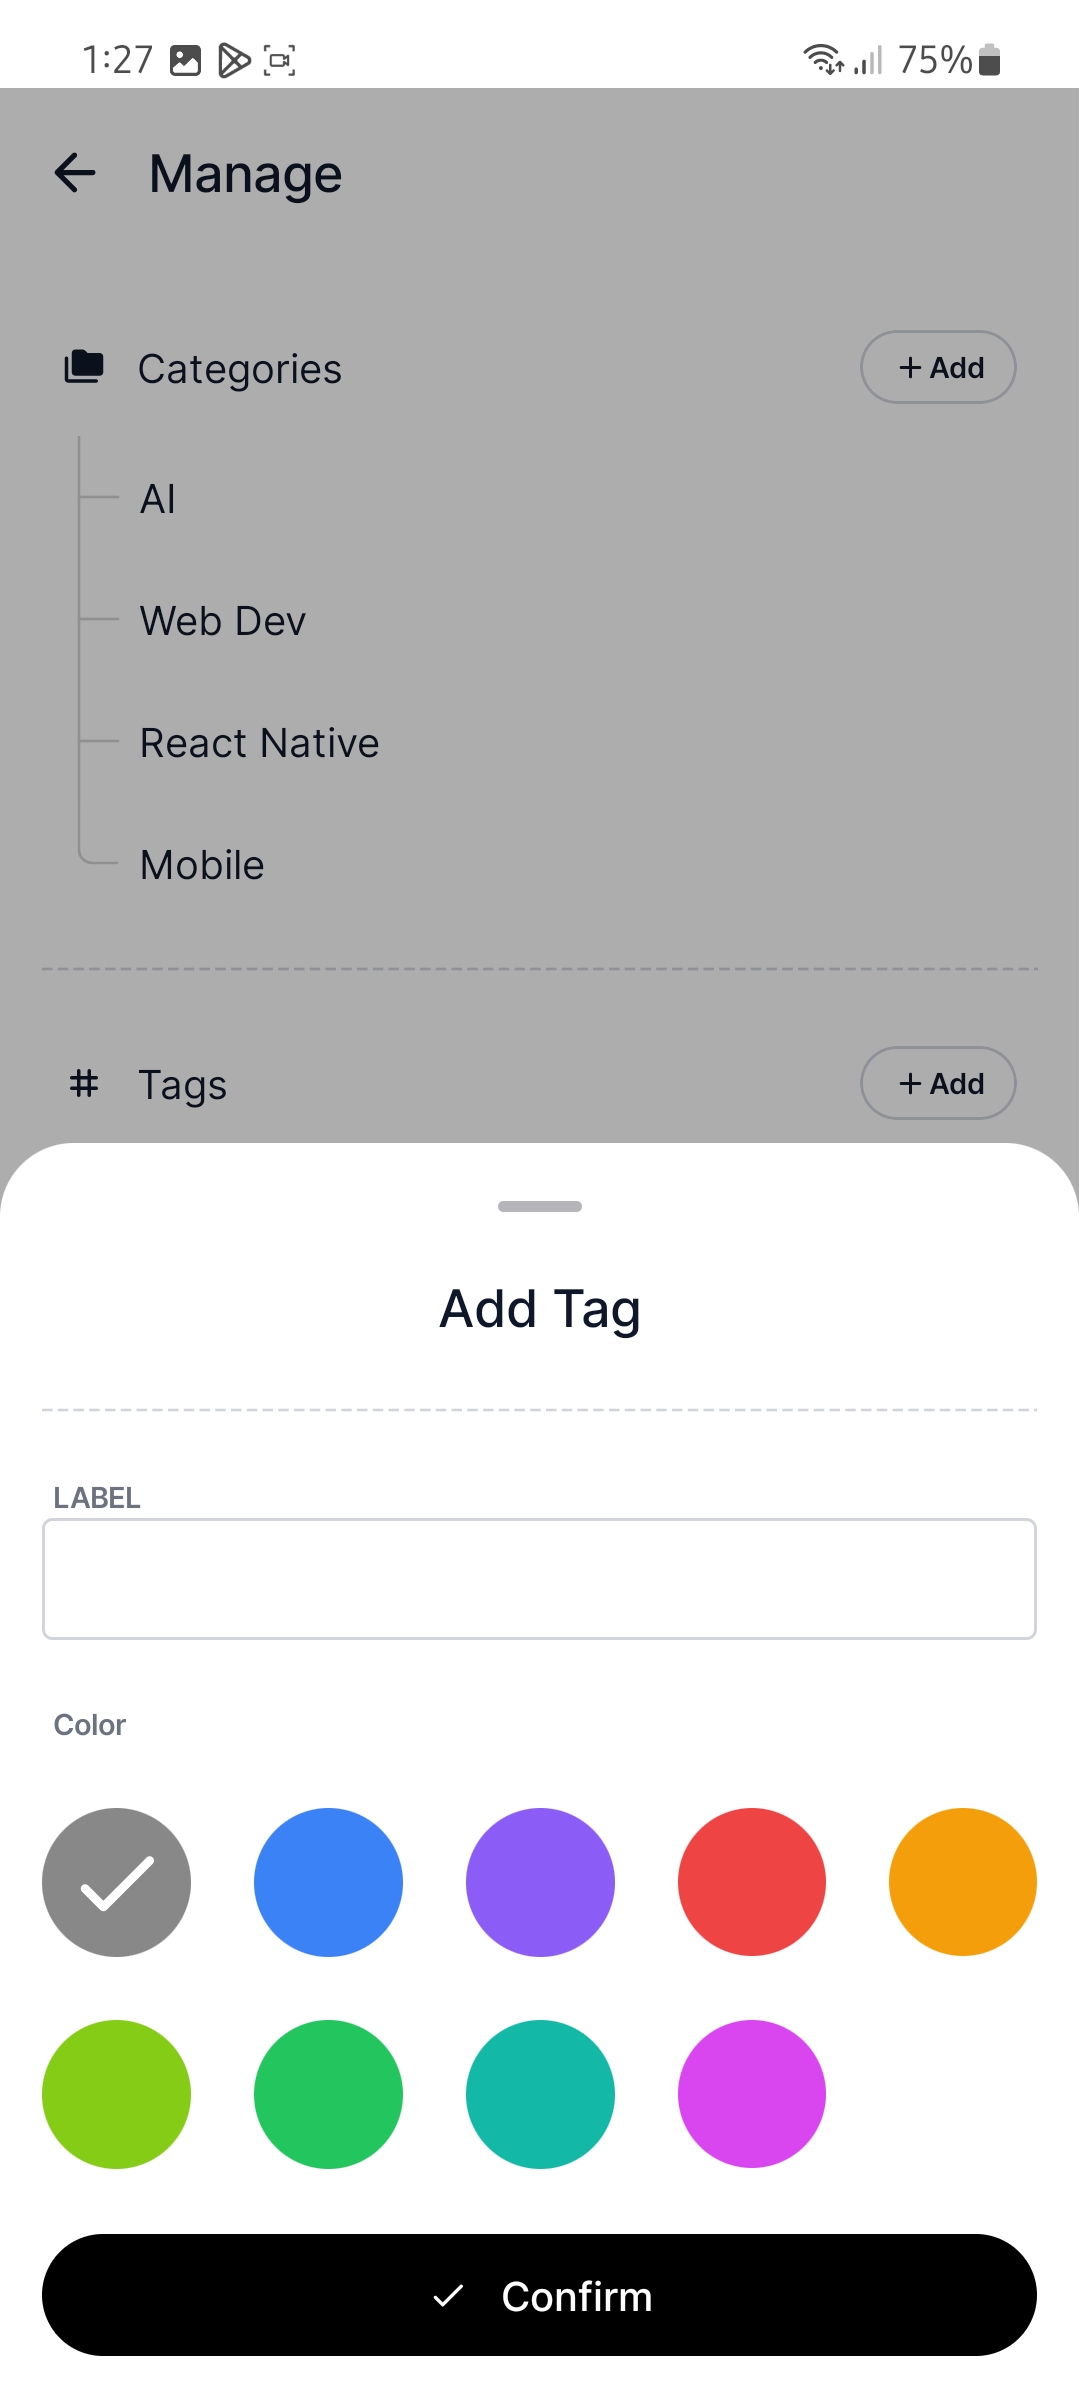 1:27 75%
Manage
Categories + Add
AI
Web Dev
React Native
Mobile
# Tags + Add
Add Tag
LABEL
Color
Confirm